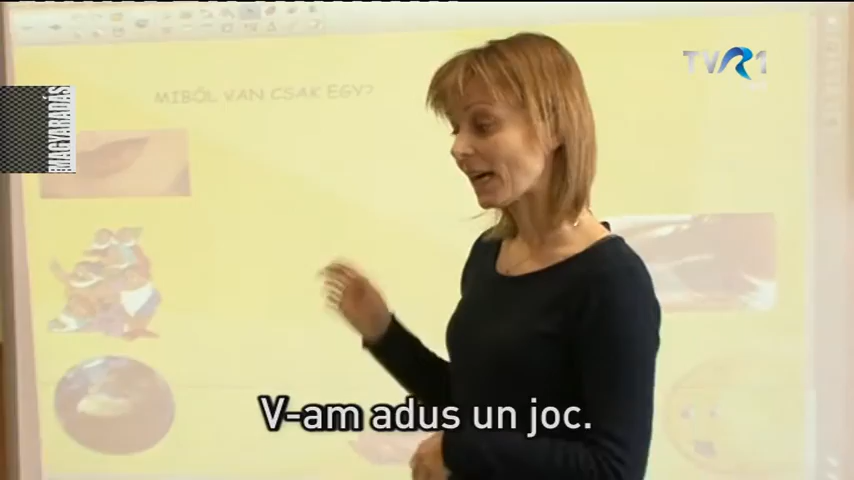 TVR1
MAGYARADÁS
MIBŐL VAN CSAK EGY?
V-am adus un joc.